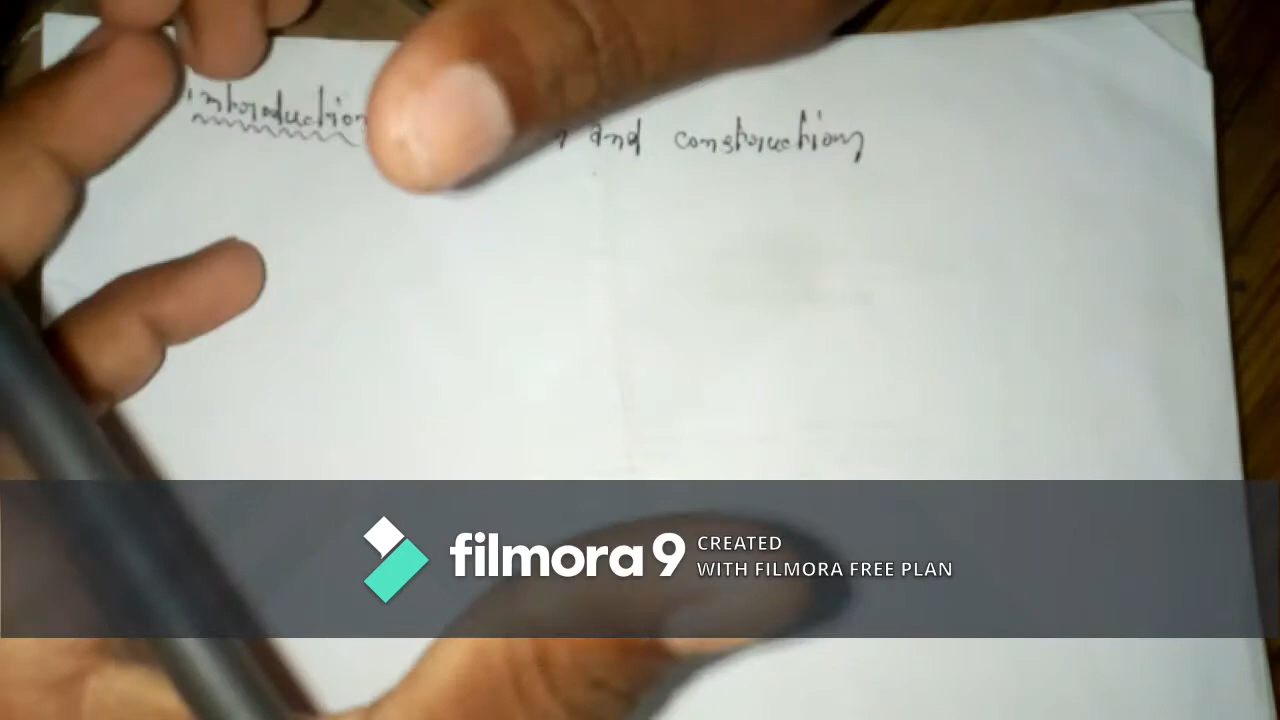 introduction and construction
filmora 9 CREATED
WITH FILMORA FREE PLAN